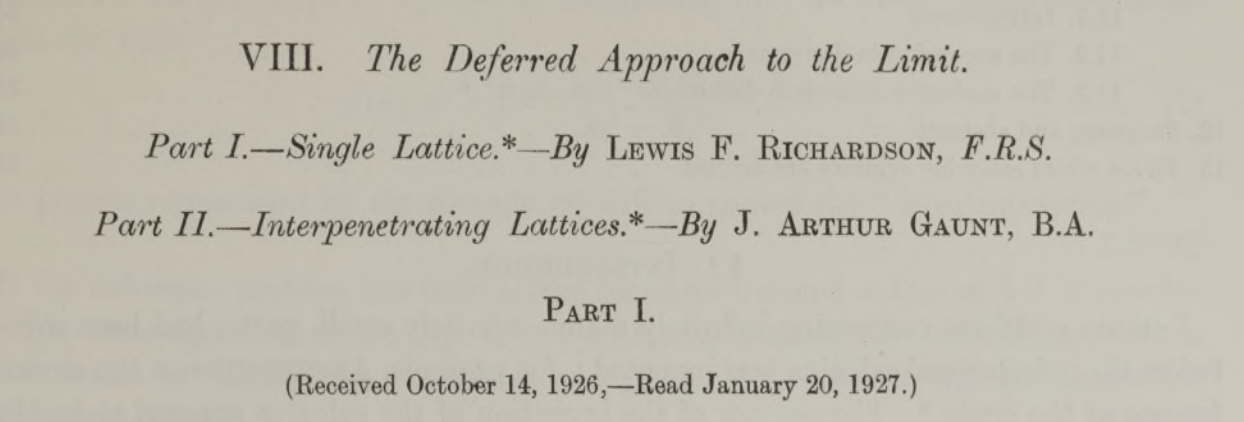 VIII. The Deferred Approach to the Limit.
Part I.—Single Lattice.*—By LEWIS F. RICHARDSON, F.R.S.
Part II.—Interpenetrating Lattices.*—By J. ARTHUR GAUNT, B.A.
PART I.
(Received October 14, 1926,—Read January 20, 1927.)